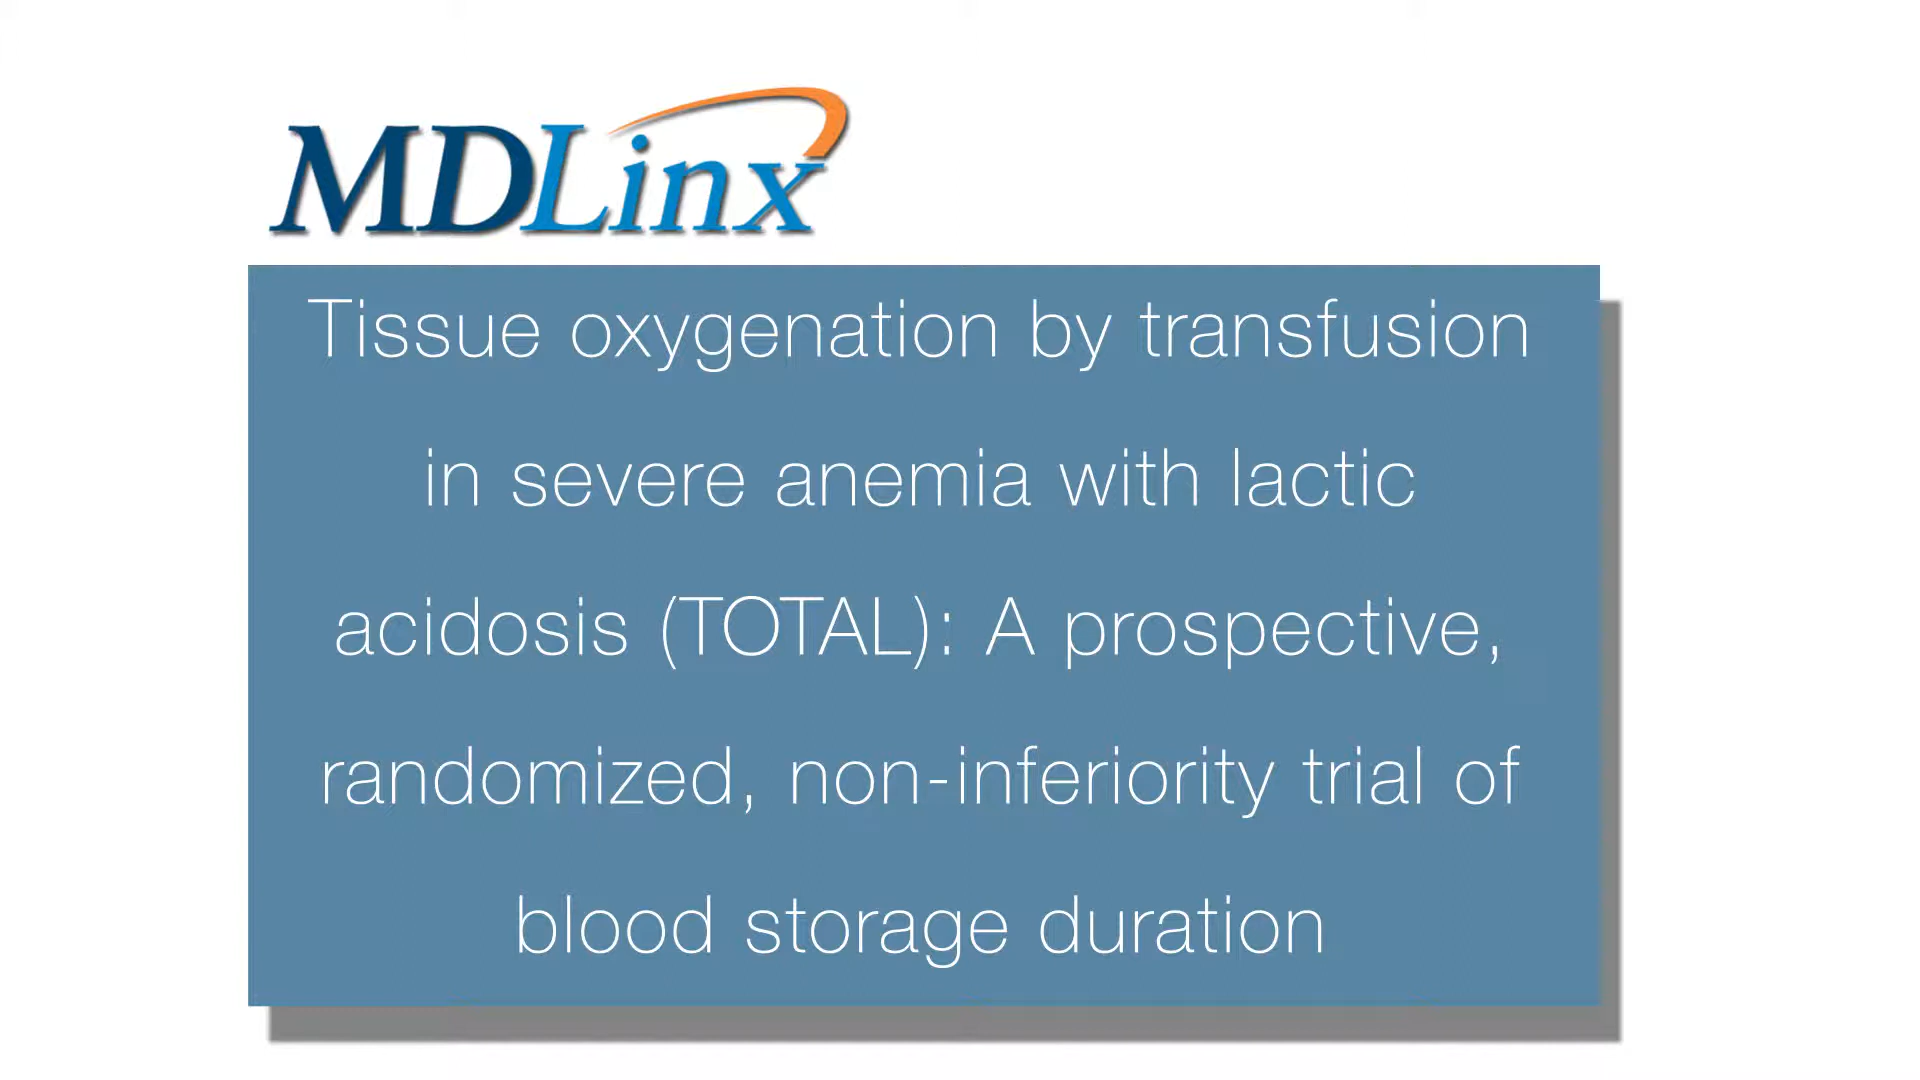 MDLinx
Tissue oxygenation by transfusion
in severe anemia with lactic
acidosis (TOTAL): A prospective,
randomized, non-inferiority trial of
blood storage duration